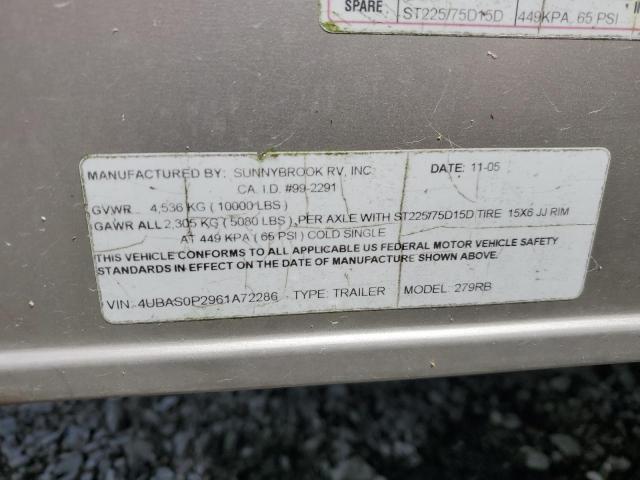 SPARE: ST225/75D15D 449KPA. 65 PSI
MANUFACTURED BY: SUNNYBROOK RV, INC. DATE: 11-05
CA. I.D. #99-2291
GVWR 4,536 KG ( 10000 LBS )
GAWR ALL 2,305 KG ( 5080 LBS ), PER AXLE WITH ST225/75D15D TIRE 15X6 JJ RIM
AT 449 KPA ( 65 PSI ) COLD SINGLE
THIS VEHICLE CONFORMS TO ALL APPLICABLE US FEDERAL MOTOR VEHICLE SAFETY
STANDARDS IN EFFECT ON THE DATE OF MANUFACTURE SHOWN ABOVE.
VIN: 4UBAS0P2961A72286 TYPE: TRAILER MODEL: 279RB